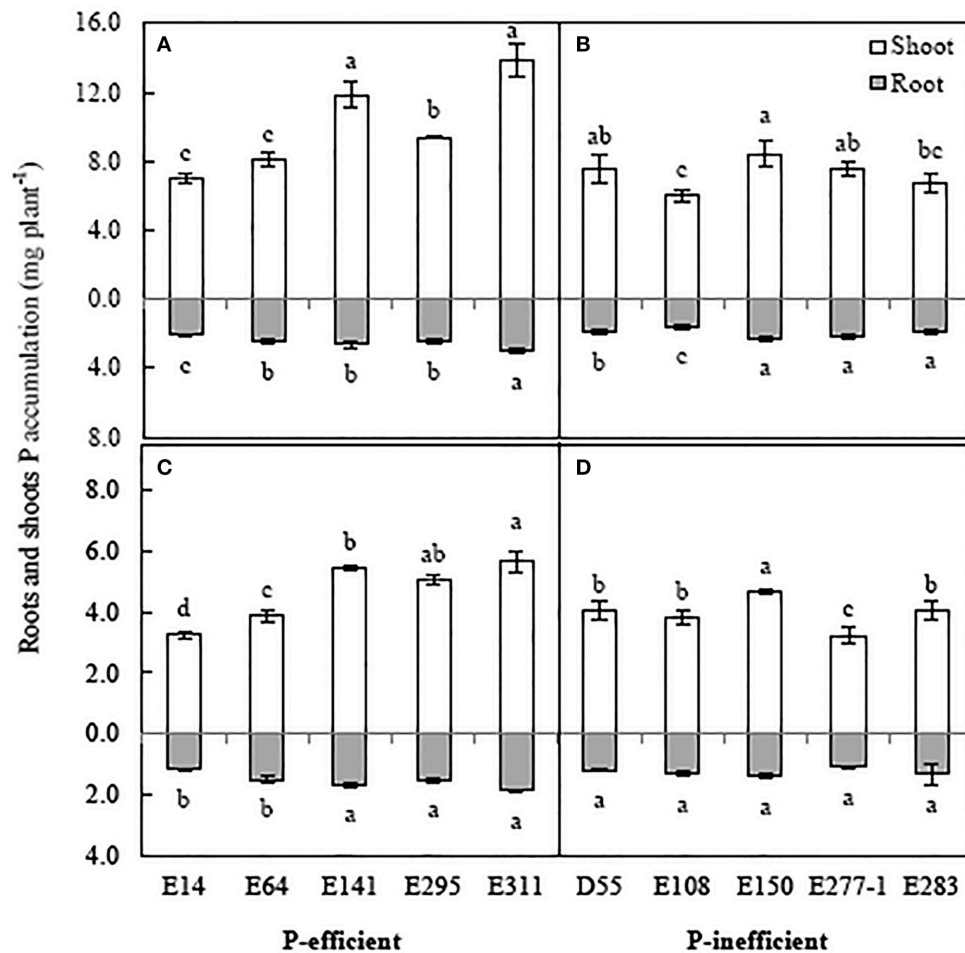 Roots and shoots P accumulation (mg plant⁻¹)
16.0
12.0
8.0
4.0
0.0
4.0
8.0
A
a
a
b
c
c
c
b
b
b
a
B
Shoot
Root
ab
c
a
ab
bc
b
c
a
a
a
8.0
6.0
4.0
2.0
0.0
2.0
4.0
C
d
c
b
ab
a
b
b
a
a
a
D
b
b
a
c
b
a
a
a
a
a
E14 E64 E141 E295 E311 D55 E108 E150 E277-1 E283
P-efficient P-inefficient